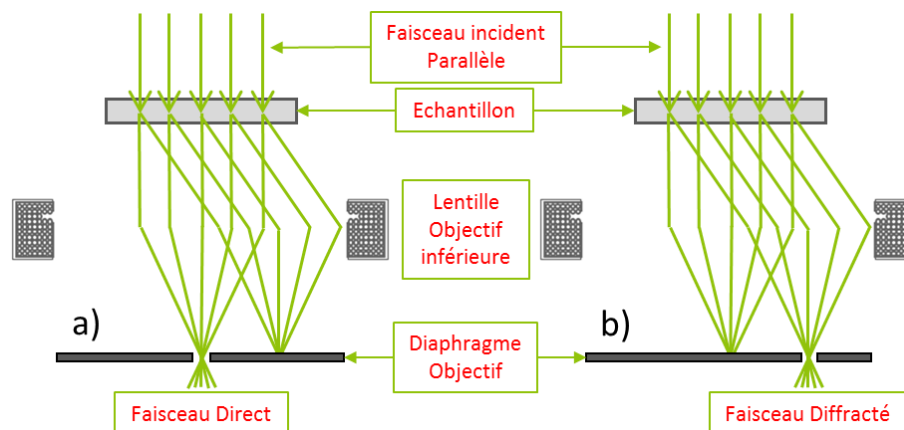 Faisceau incident
Parallèle
Echantillon
Lentille
Objectif
inférieure
a)
b)
Diaphragme
Objectif
Faisceau Direct
Faisceau Diffracté